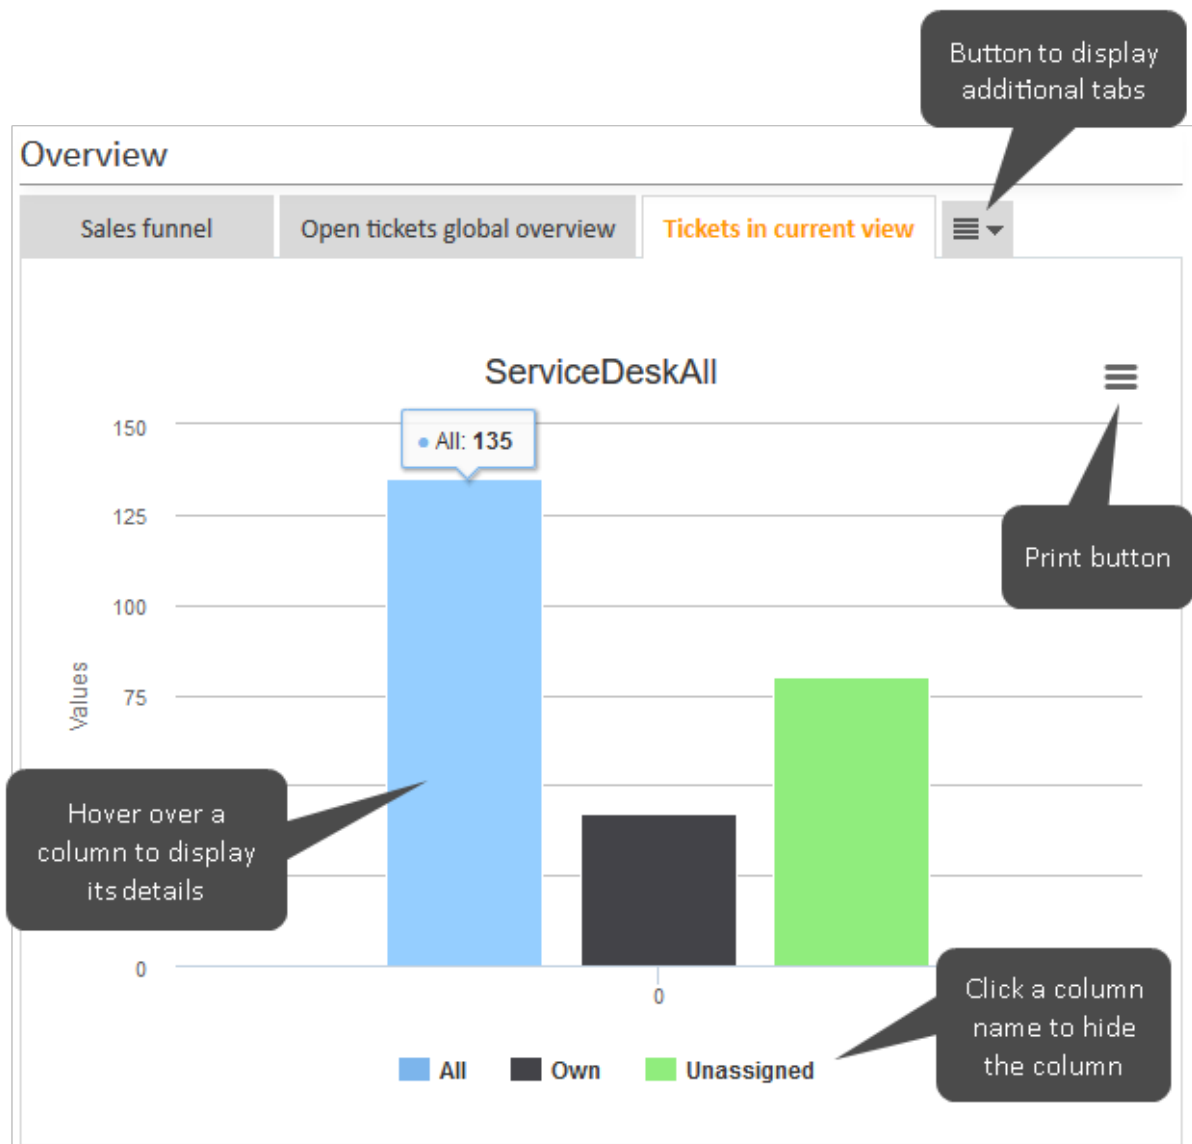 Button to display
additional tabs
Overview
Sales funnel
Open tickets global overview
Tickets in current view
ServiceDeskAll
150
All: 135
125
Print button
100
Values
75
Hover over a
column to display
its details
0
0
Click a column
name to hide
the column
All
Own
Unassigned